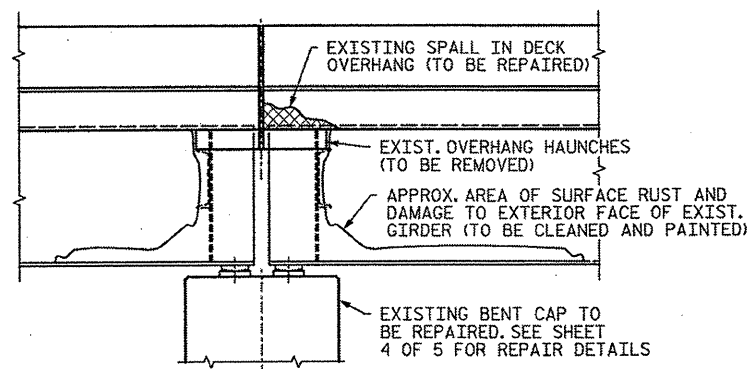 EXISTING SPALL IN DECK
OVERHANG (TO BE REPAIRED)
EXIST. OVERHANG HAUNCHES
(TO BE REMOVED)
APPROX. AREA OF SURFACE RUST AND
DAMAGE TO EXTERIOR FACE OF EXIST.
GIRDER (TO BE CLEANED AND PAINTED)
EXISTING BENT CAP TO
BE REPAIRED. SEE SHEET
4 OF 5 FOR REPAIR DETAILS